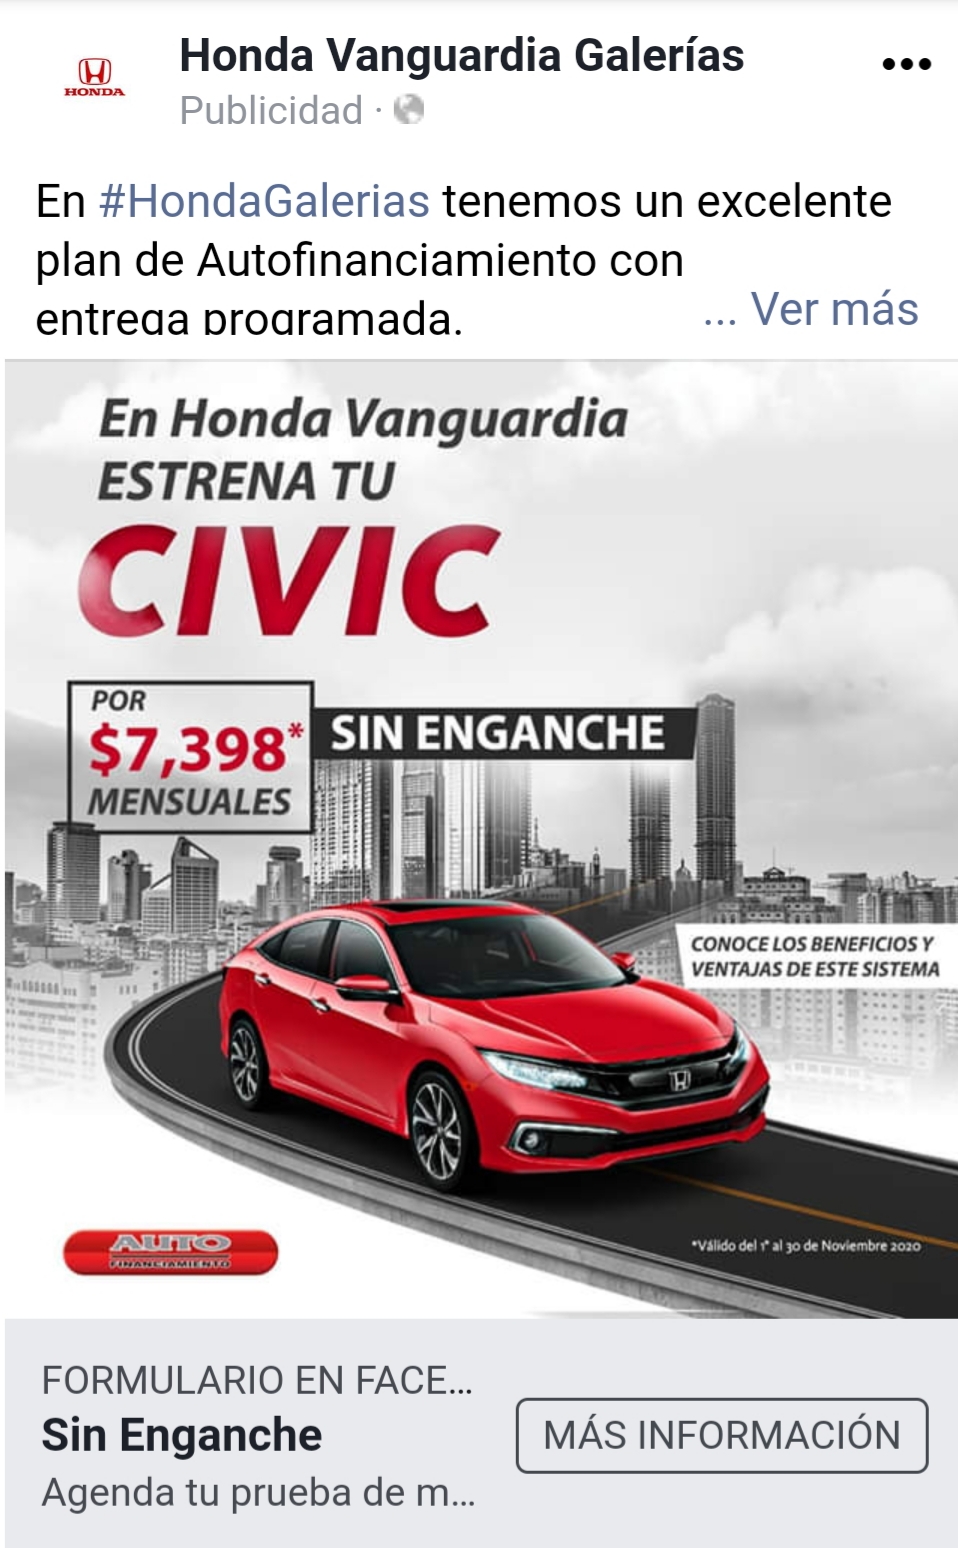 HONDA
Honda Vanguardia Galerías
Publicidad ·
En #HondaGalerias tenemos un excelente
plan de Autofinanciamiento con
entrega programada.
... Ver más
En Honda Vanguardia
ESTRENA TU
CIVIC
POR
$7,398*
MENSUALES
SIN ENGANCHE
CONOCE LOS BENEFICIOS Y
VENTAJAS DE ESTE SISTEMA
AUTO
FINANCIAMIENTO
*Válido del 1° al 30 de Noviembre 2020
FORMULARIO EN FACE...
Sin Enganche
Agenda tu prueba de m...
MÁS INFORMACIÓN